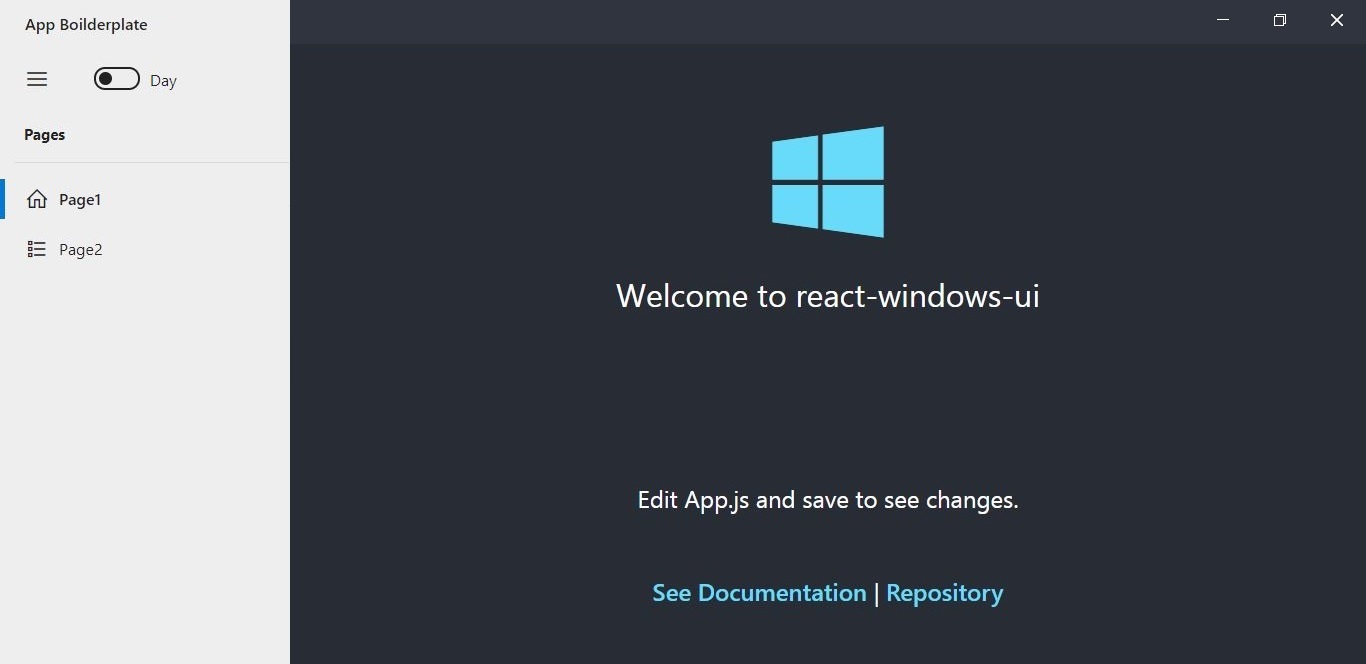 App Boilderplate
Day
Pages
Page1
Page2
Welcome to react-windows-ui
Edit App.js and save to see changes.
See Documentation | Repository